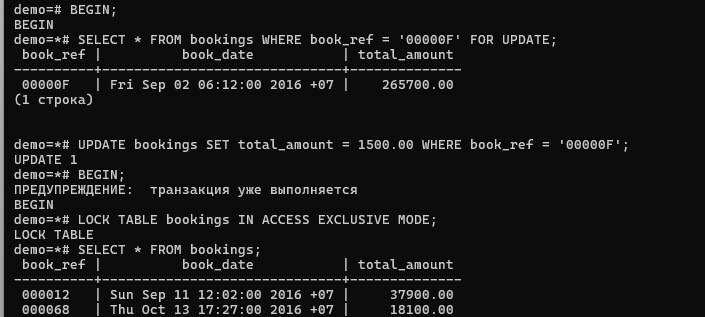 demo=# BEGIN;
BEGIN
demo=*# SELECT * FROM bookings WHERE book_ref = '00000F' FOR UPDATE;
 book_ref |       book_date        | total_amount
----------+------------------------+--------------
 00000F   | Fri Sep 02 06:12:00 2016 +07 |    265700.00
(1 строка)
demo=*# UPDATE bookings SET total_amount = 1500.00 WHERE book_ref = '00000F';
UPDATE 1
demo=*# BEGIN;
ПРЕДУПРЕЖДЕНИЕ:  транзакция уже выполняется
BEGIN
demo=*# LOCK TABLE bookings IN ACCESS EXCLUSIVE MODE;
LOCK TABLE
demo=*# SELECT * FROM bookings;
 book_ref |       book_date        | total_amount
----------+------------------------+--------------
 000012   | Sun Sep 11 12:02:00 2016 +07 |     37900.00
 000068   | Thu Oct 13 17:27:00 2016 +07 |     18100.00